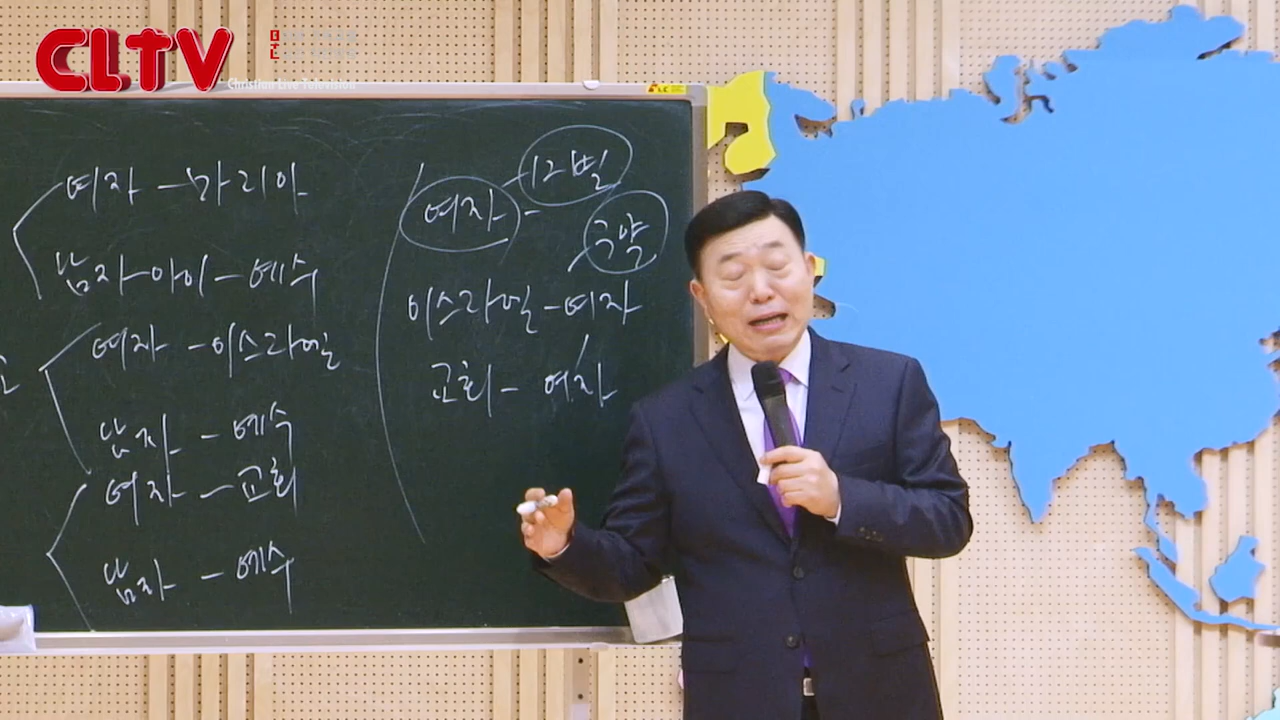 CLTV
Christian Live Television
여자 - 마리아
남자아이 - 예수
여자 - 이스라엘
남자 - 예수
여자 - 교회
남자 - 예수
여자 -
12별
구약
이스라엘 - 여자
교회 - 여자